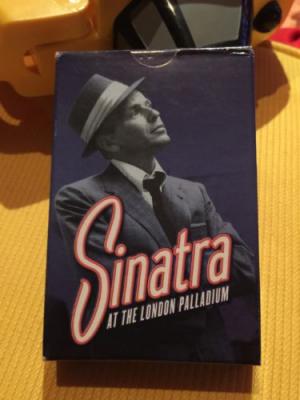 Sinatra
AT THE LONDON PALLADIUM